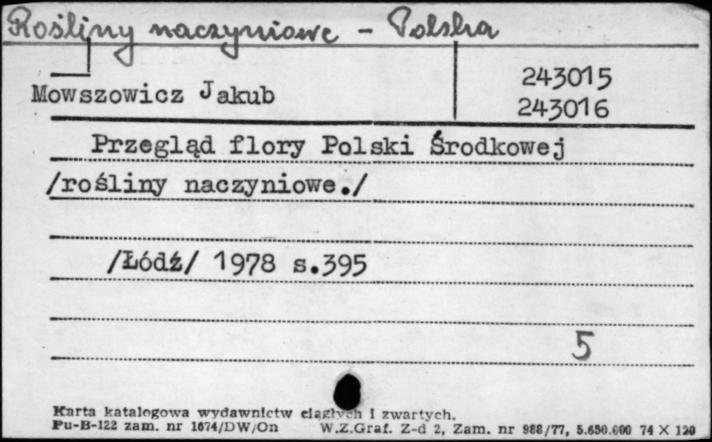 Rośliny naczyniowe - Polska
243015
Mowszowicz Jakub
243016
Przegląd flory Polski Środkowej
/rośliny naczyniowe./
/Łódź/ 1978 s.395
5
Karta katalogowa wydawnictw ciągłych i zwartych.
Pu-B-122 zam. nr 1674/DW/On W.Z.Graf. Z-d 2, Zam. nr 988/77, 5.650.000 74 X 120